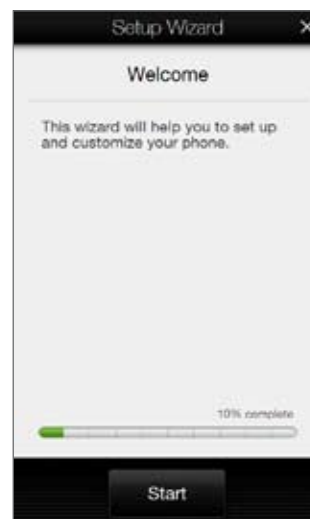 Setup Wizard ×
Welcome
This wizard will help you to set up
and customize your phone.
10% complete
Start